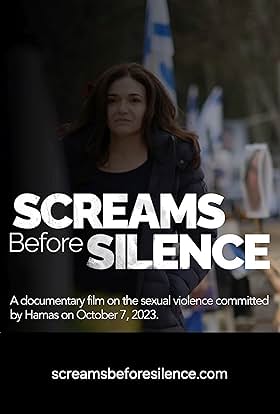 SCREAMS
Before SILENCE
A documentary film on the sexual violence committed
by Hamas on October 7, 2023.
screamsbeforesilence.com